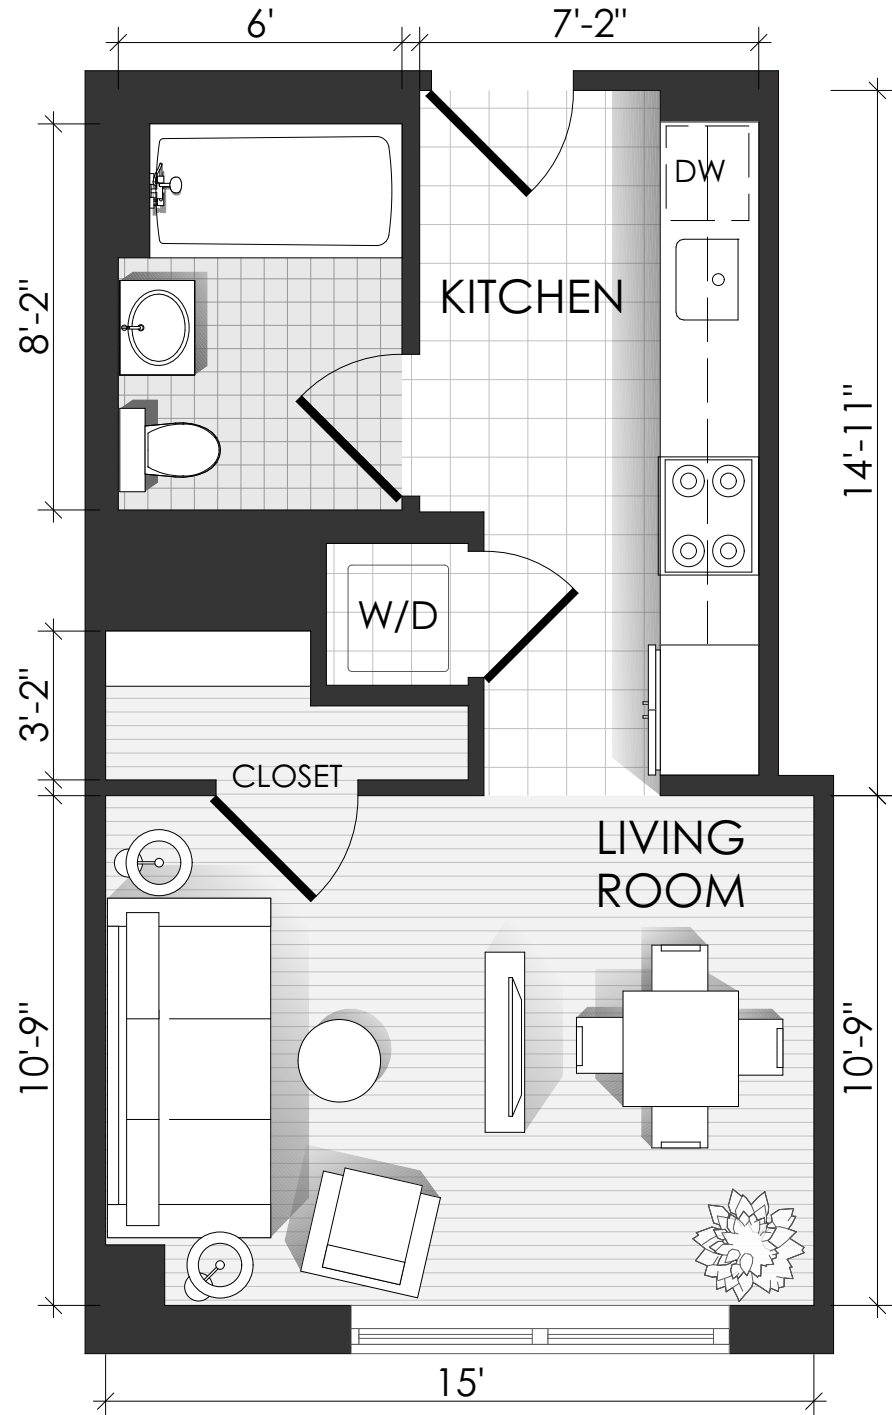 6'
7'-2"
DW
KITCHEN
8'-2"
14'-11"
W/D
3'-2"
CLOSET
LIVING
ROOM
10'-9"
10'-9"
15'